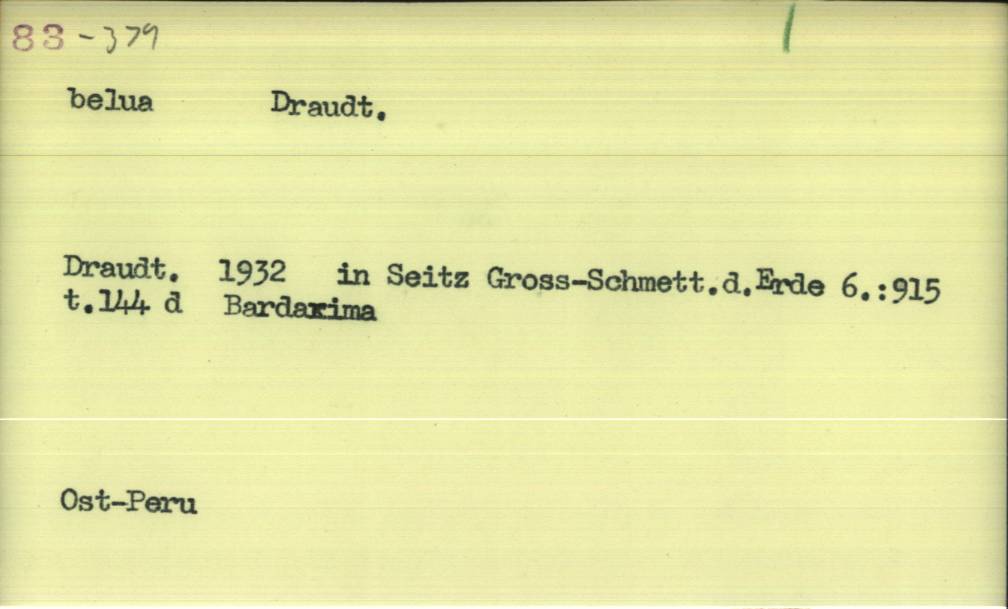 83-379
belua Draudt.
Draudt. 1932 in Seitz Gross-Schmett.d.Erde 6.:915
t.144 d Bardaxima
Ost-Peru